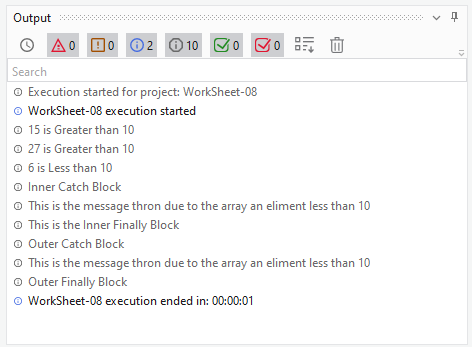 Output
0 0 2 10 0 0
Search
Execution started for project: WorkSheet-08
WorkSheet-08 execution started
15 is Greater than 10
27 is Greater than 10
6 is Less than 10
Inner Catch Block
This is the message thron due to the array an eliment less than 10
This is the Inner Finally Block
Outer Catch Block
This is the message thron due to the array an eliment less than 10
Outer Finally Block
WorkSheet-08 execution ended in: 00:00:01